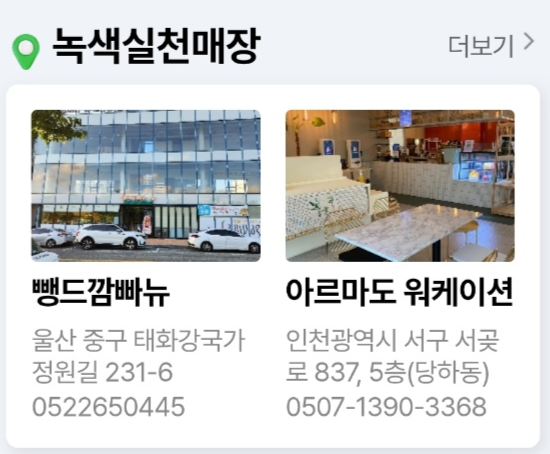 녹색실천매장
더보기 >
뺑드깜빠뉴
울산 중구 태화강국가
정원길 231-6
0522650445
아르마도 워케이션
인천광역시 서구 서곶
로 837, 5층(당하동)
0507-1390-3368